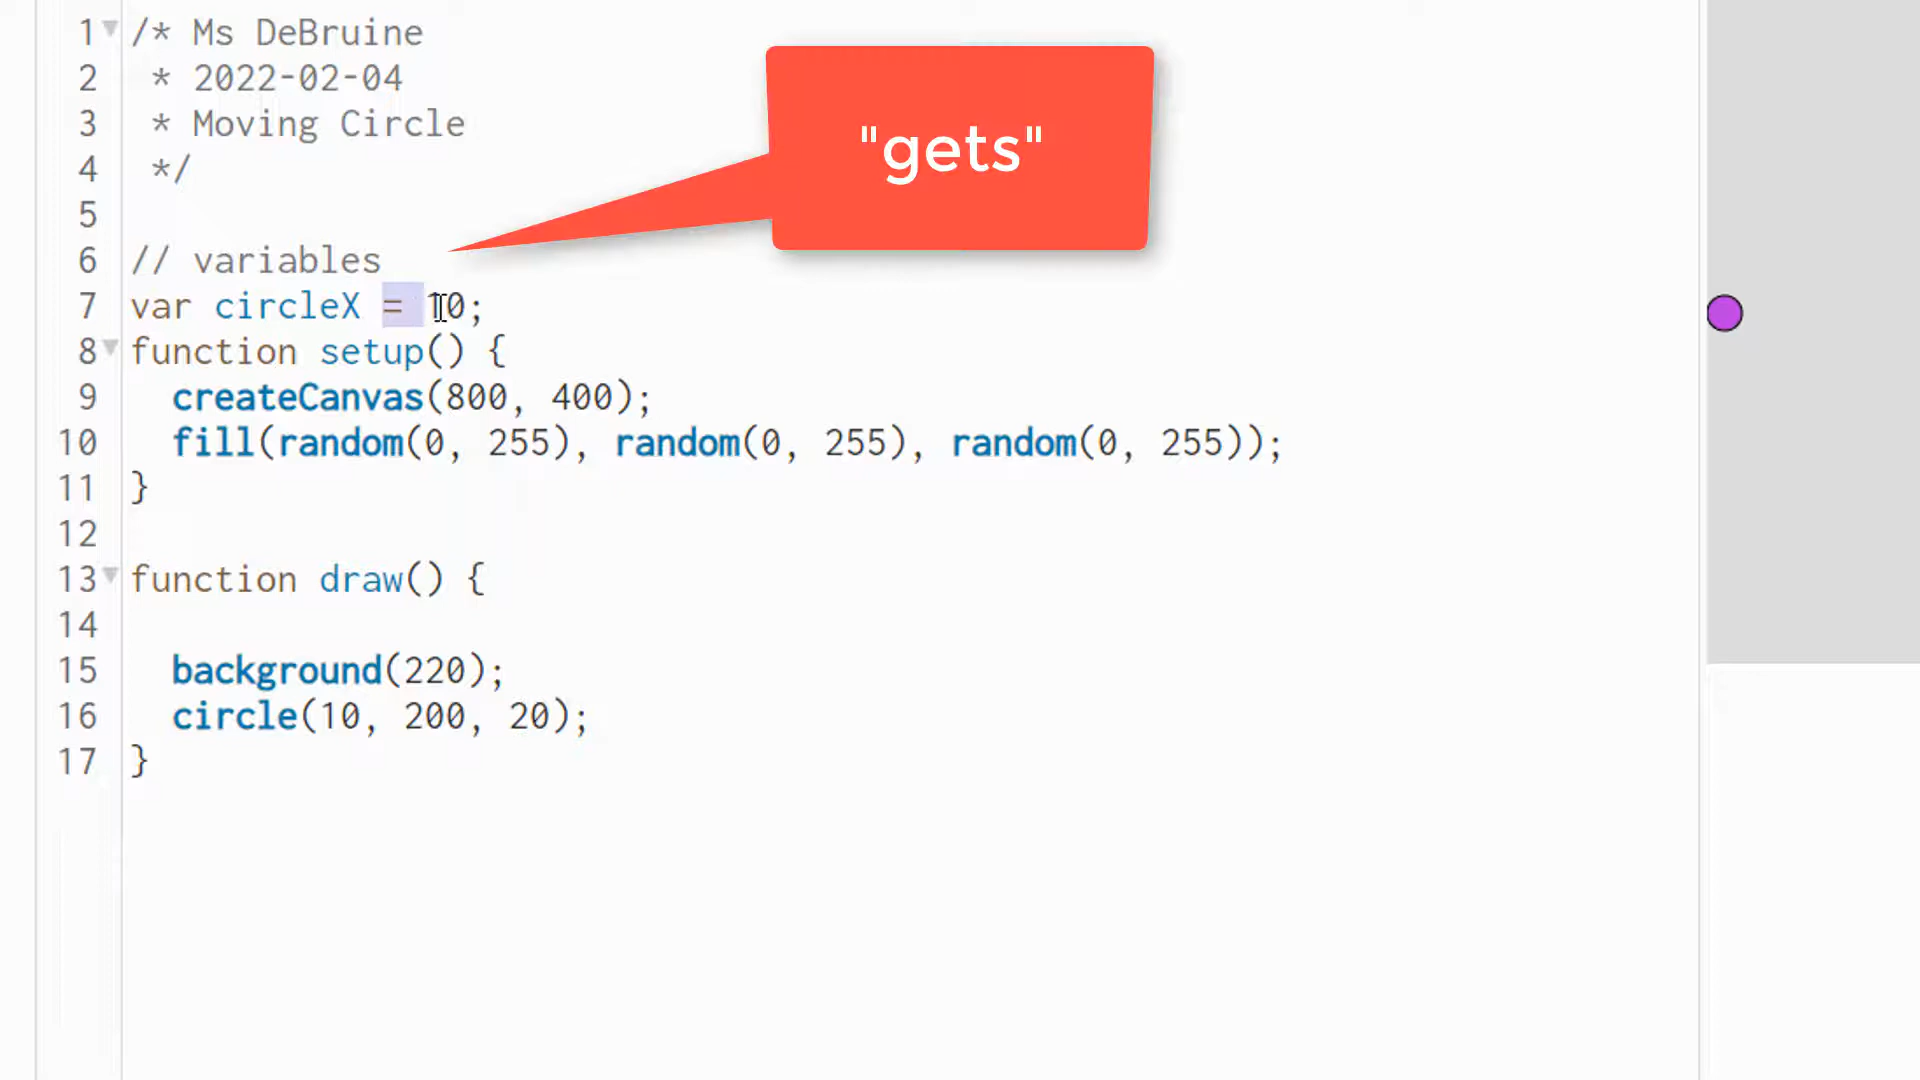 1 /* Ms DeBruine
2  * 2022-02-04
3  * Moving Circle
4  */
5
6 // variables
7 var circleX = 10;
8 function setup() {
9   createCanvas(800, 400);
10   fill(random(0, 255), random(0, 255), random(0, 255));
11 }
12
13 function draw() {
14
15   background(220);
16   circle(10, 200, 20);
17 }
"gets"